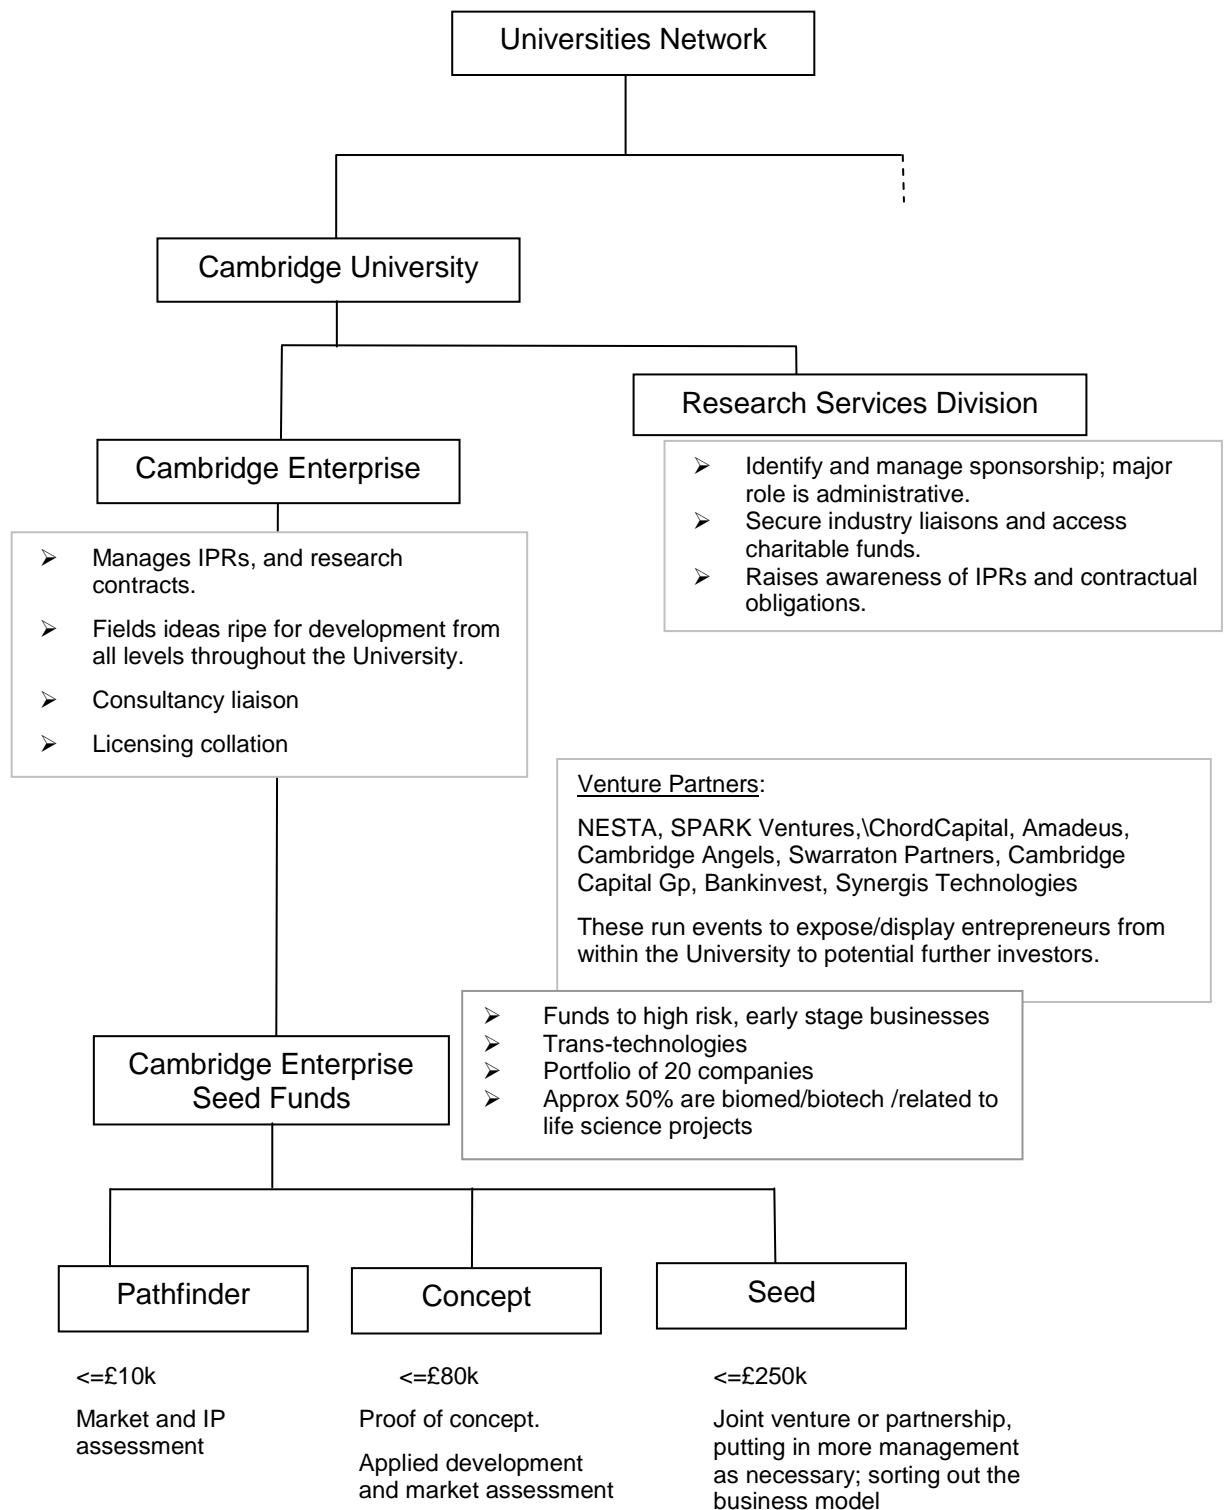 Universities Network
Cambridge University
Research Services Division
➢ Identify and manage sponsorship; major
role is administrative.
➢ Secure industry liaisons and access
charitable funds.
➢ Raises awareness of IPRs and contractual
obligations.
Cambridge Enterprise
➢ Manages IPRs, and research
contracts.
➢ Fields ideas ripe for development from
all levels throughout the University.
➢ Consultancy liaison
➢ Licensing collation
Venture Partners:
NESTA, SPARK Ventures,\ChordCapital, Amadeus,
Cambridge Angels, Swarraton Partners, Cambridge
Capital Gp, Bankinvest, Synergis Technologies
These run events to expose/display entrepreneurs from
within the University to potential further investors.
Cambridge Enterprise
Seed Funds
➢ Funds to high risk, early stage businesses
➢ Trans-technologies
➢ Portfolio of 20 companies
➢ Approx 50% are biomed/biotech /related to
life science projects
Pathfinder
<=£10k
Market and IP
assessment
Concept
<=£80k
Proof of concept.
Applied development
and market assessment
Seed
<=£250k
Joint venture or partnership,
putting in more management
as necessary; sorting out the
business model